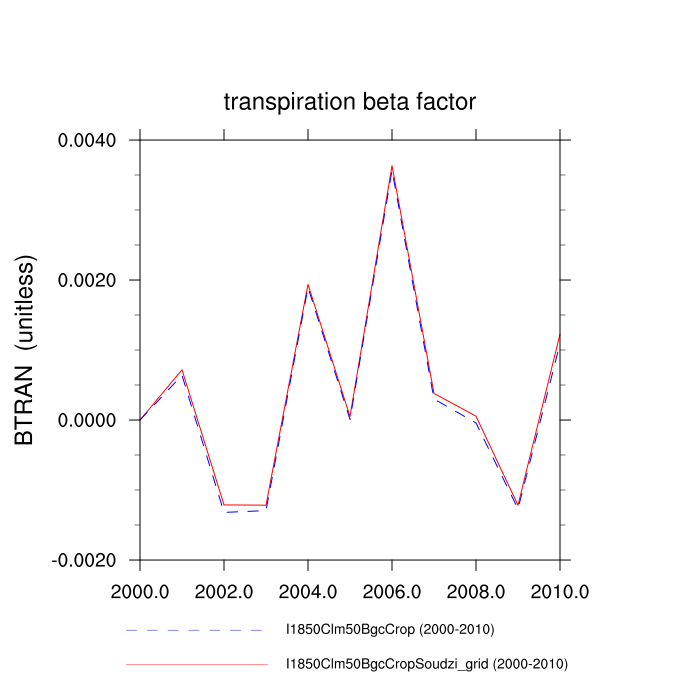 transpiration beta factor
BTRAN (unitless)
0.0040
0.0020
0.0000
-0.0020
2000.0 2002.0 2004.0 2006.0 2008.0 2010.0
I1850Clm50BgcCrop (2000-2010)
I1850Clm50BgcCropSoudzi_grid (2000-2010)